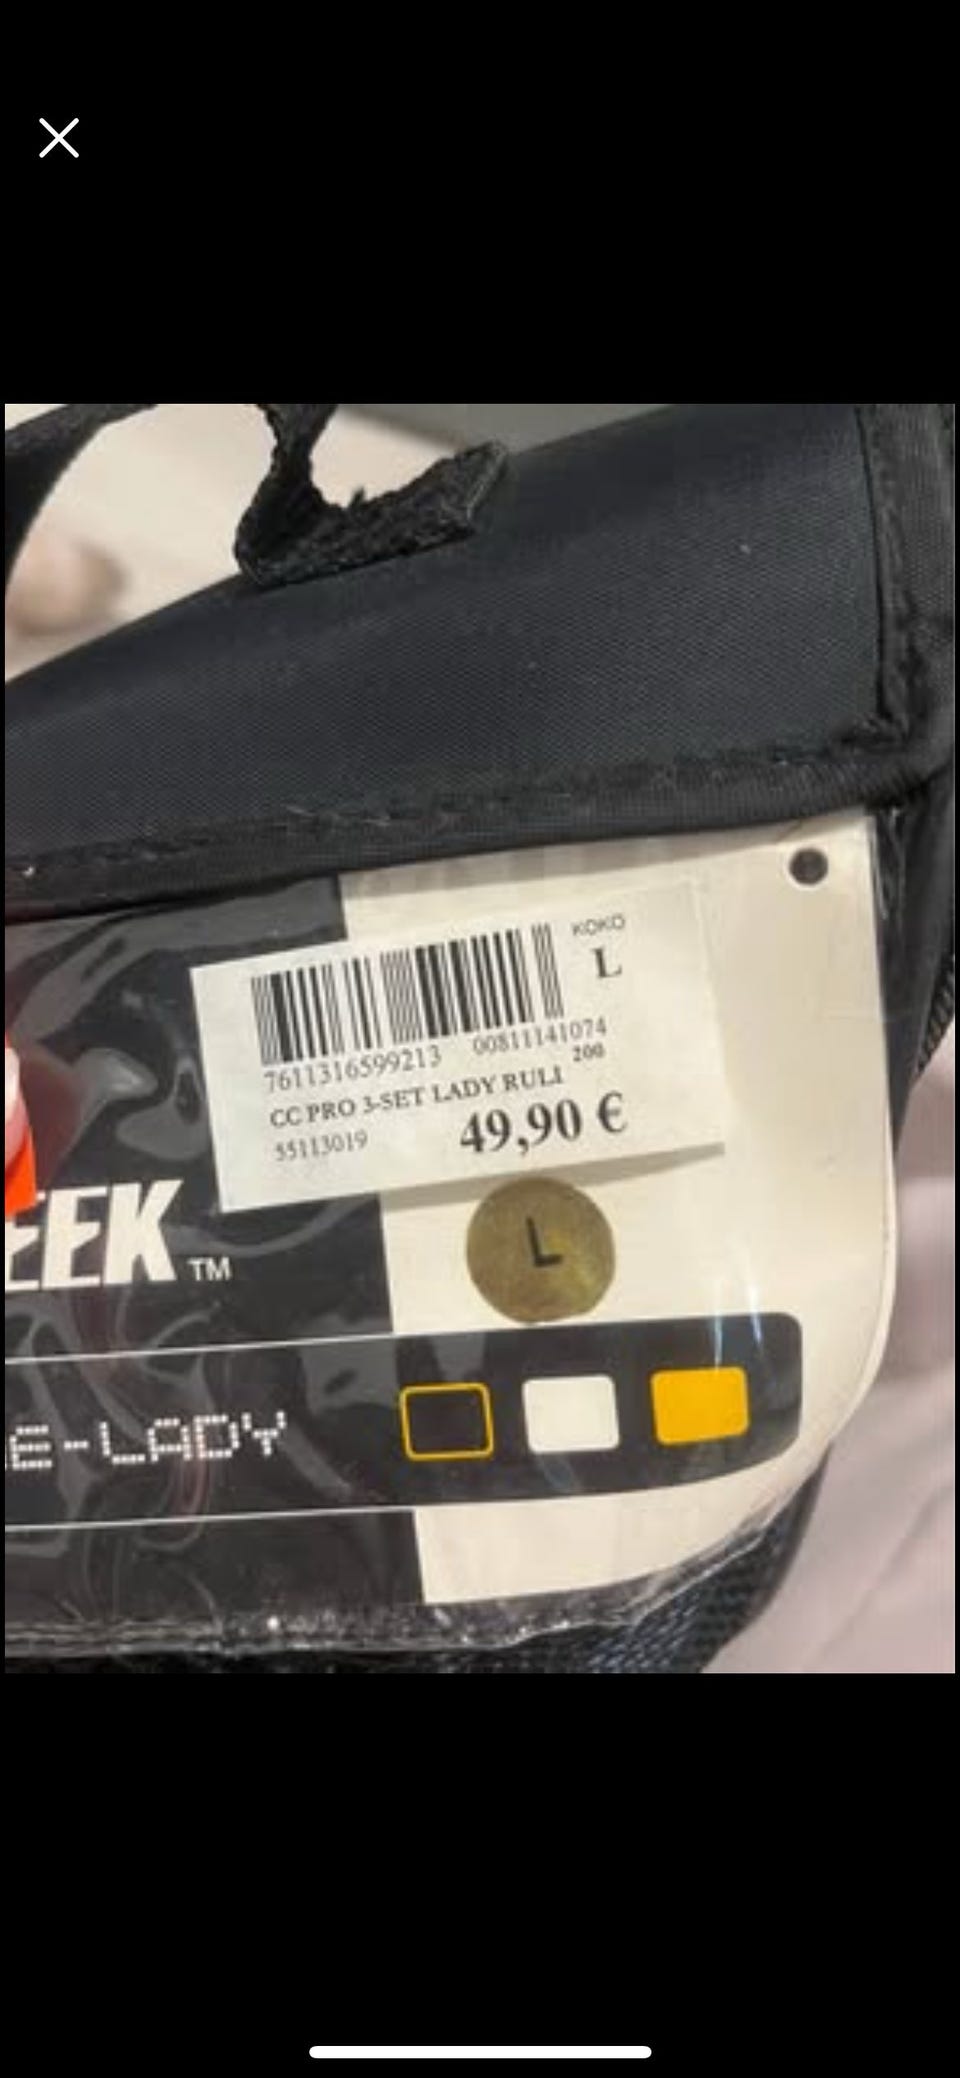 KOKO
L
7611316599213 00811141074
200
CC PRO 3-SET LADY RULI
55113019 49,90 €
EEK TM
L
E-LADY